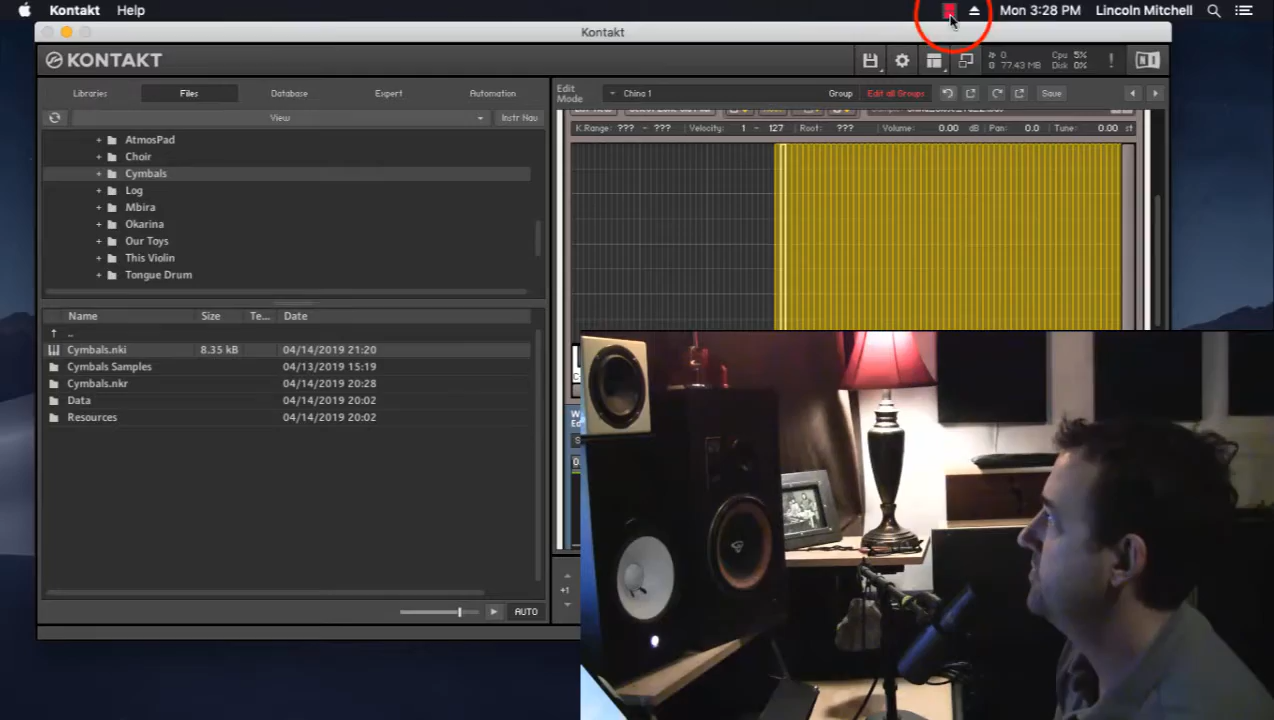 Kontakt Help Mon 3:28 PM Lincoln Mitchell
Kontakt
KONTAKT
0 Cpu 5%
77.43 MB Disk 0%
!
Libraries Files Database Expert Automation
Edit Mode China 1 Group Edit all Groups Save
View Instr Nav
K.Range: ??? - ??? Velocity: 1 - 127 Root: ??? Volume: 0.00 dB Pan: 0.0 Tune: 0.00 st
+ AtmosPad
+ Choir
+ Cymbals
+ Log
+ Mbira
+ Okarina
+ Our Toys
+ This Violin
+ Tongue Drum
Name Size Te... Date
..
Cymbals.nki 8.35 kB 04/14/2019 21:20
Cymbals Samples 04/13/2019 15:19
Cymbals.nkr 04/14/2019 20:28
Data 04/14/2019 20:02
Resources 04/14/2019 20:02
+1
AUTO